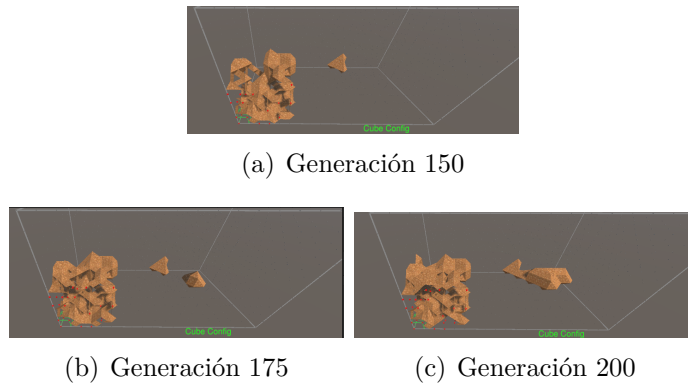 Cube Config
(a) Generación 150
Cube Config
(b) Generación 175
Cube Config
(c) Generación 200